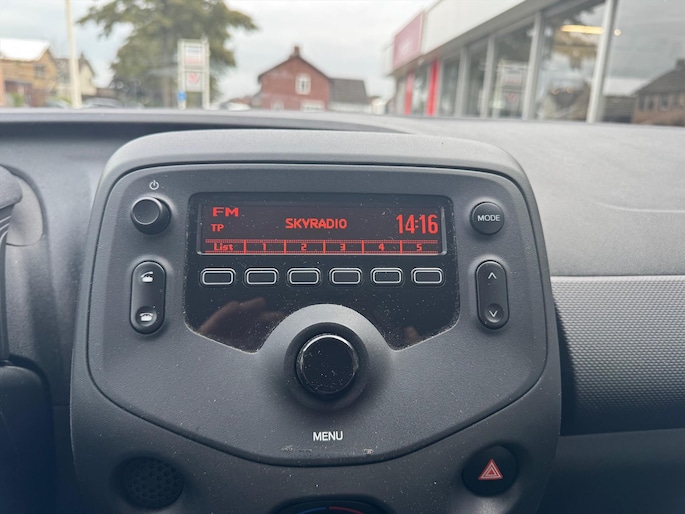 FM
TP
SKYRADIO
14:16
List 1 2 3 4 5
MODE
MENU